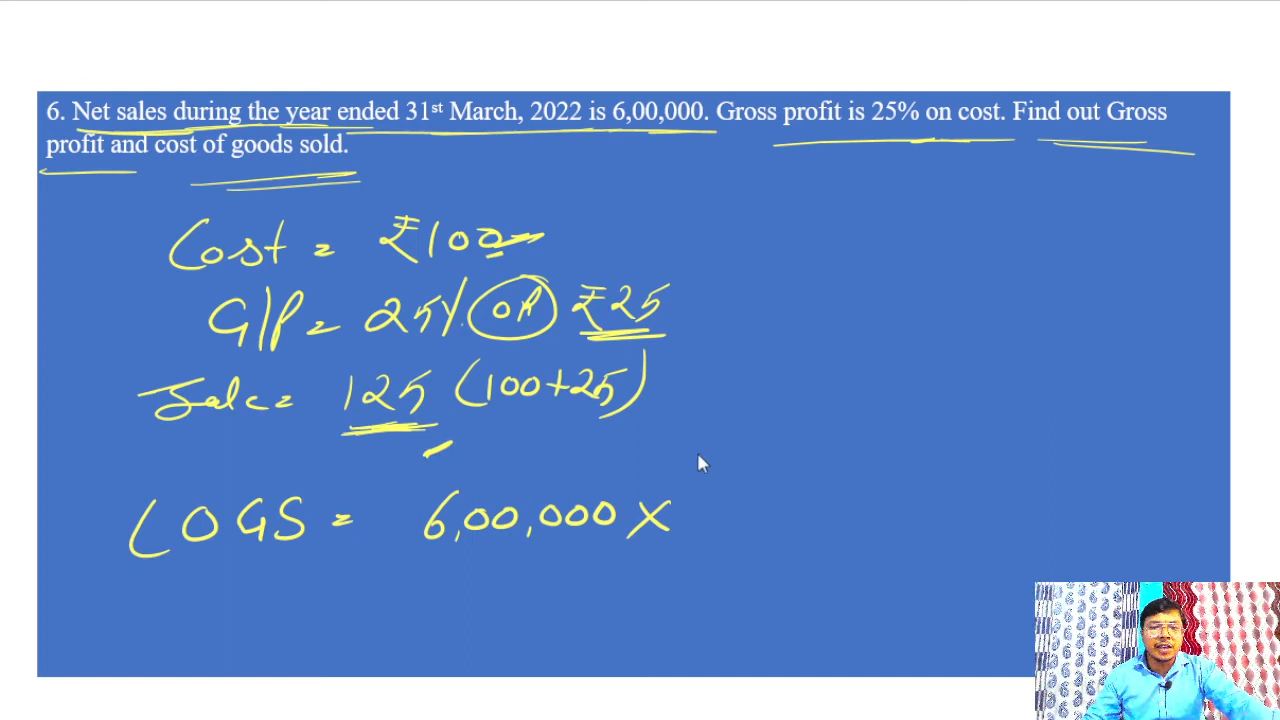 6. Net sales during the year ended 31st March, 2022 is 6,00,000. Gross profit is 25% on cost. Find out Gross
profit and cost of goods sold.
Cost = ₹100
G/P = 25% OR ₹25
Sale = 125 (100+25)
COGS = 6,00,000 X